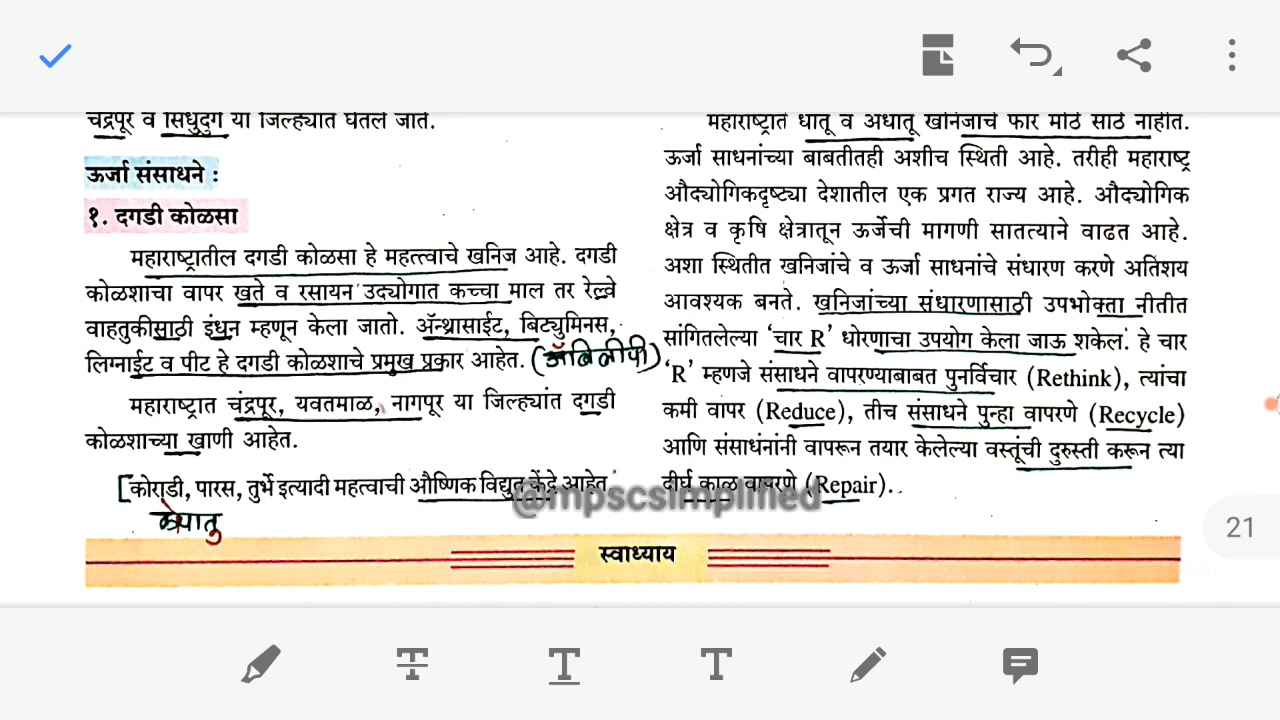 चंद्रपूर व सिंधुदुर्ग या जिल्ह्यांत घेतले जाते.
ऊर्जा संसाधने :
१. दगडी कोळसा
महाराष्ट्रातील दगडी कोळसा हे महत्त्वाचे खनिज आहे. दगडी
कोळशाचा वापर खते व रसायन उद्योगात कच्चा माल तर रेल्वे
वाहतुकीसाठी इंधन म्हणून केला जातो. ॲन्थ्रासाईट, बिट्युमिनस,
लिग्नाईट व पीट हे दगडी कोळशाचे प्रमुख प्रकार आहेत. (ॲबिलीपी)
महाराष्ट्रात चंद्रपूर, यवतमाळ, नागपूर या जिल्ह्यांत दगडी
कोळशाच्या खाणी आहेत.
[कोराडी, पारस, तुर्भे इत्यादी महत्वाची औष्णिक विद्युत केंद्रे आहेत
कोपातु
महाराष्ट्रात धातू व अधातू खनिजांचे फार मोठे साठे नाहीत.
ऊर्जा साधनांच्या बाबतीतही अशीच स्थिती आहे. तरीही महाराष्ट्र
औद्योगिकदृष्ट्या देशातील एक प्रगत राज्य आहे. औद्योगिक
क्षेत्र व कृषि क्षेत्रातून ऊर्जेची मागणी सातत्याने वाढत आहे.
अशा स्थितीत खनिजांचे व ऊर्जा साधनांचे संधारण करणे अतिशय
आवश्यक बनते. खनिजांच्या संधारणासाठी उपभोक्ता नीतीत
सांगितलेल्या ‘चार R’ धोरणाचा उपयोग केला जाऊ शकेल. हे चार
‘R’ म्हणजे संसाधने वापरण्याबाबत पुनर्विचार (Rethink), त्यांचा
कमी वापर (Reduce), तीच संसाधने पुन्हा वापरणे (Recycle)
आणि संसाधंनांनी वापरून तयार केलेल्या वस्तूंची दुरुस्ती करून त्या
दीर्घ काळ वापरणे (Repair)..
@mpscsimplified
21
स्वाध्याय